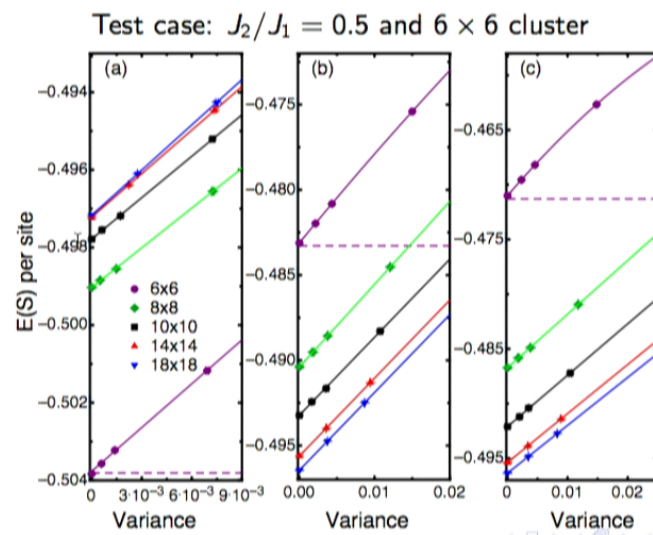 Test case: J₂/J₁ = 0.5 and 6 × 6 cluster
(a)
(b)
(c)
E(S) per site
−0.494
−0.496
−0.498
−0.500
−0.502
−0.504
6x6
8x8
10x10
14x14
18x18
0
3·10⁻³
6·10⁻³
9·10⁻³
Variance
−0.475
−0.480
−0.485
−0.490
−0.495
0.00
0.01
0.02
Variance
−0.465
−0.475
−0.485
−0.495
0
0.01
0.02
Variance